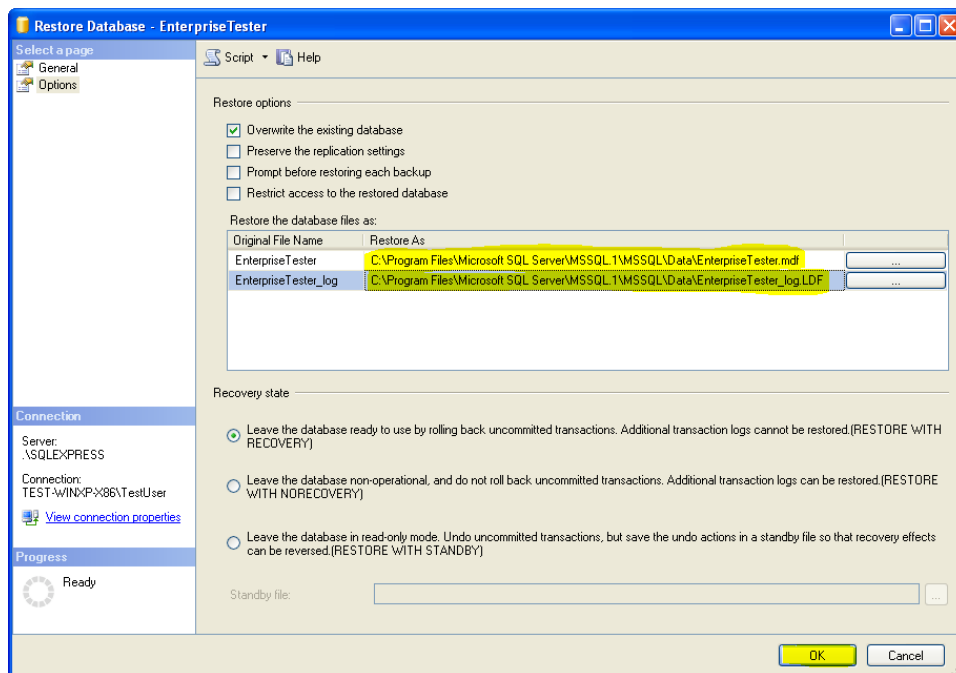 Restore Database - EnterpriseTester
Select a page
General
Options
Script
Help
Restore options
Overwrite the existing database
Preserve the replication settings
Prompt before restoring each backup
Restrict access to the restored database
Restore the database files as:
Original File Name Restore As
EnterpriseTester C:\Program Files\Microsoft SQL Server\MSSQL.1\MSSQL\Data\EnterpriseTester.mdf ...
EnterpriseTester_log C:\Program Files\Microsoft SQL Server\MSSQL.1\MSSQL\Data\EnterpriseTester_log.LDF ...
Recovery state
Leave the database ready to use by rolling back uncommitted transactions. Additional transaction logs cannot be restored.(RESTORE WITH
RECOVERY)
Leave the database non-operational, and do not roll back uncommitted transactions. Additional transaction logs can be restored.(RESTORE
WITH NORECOVERY)
Leave the database in read-only mode. Undo uncommitted transactions, but save the undo actions in a standby file so that recovery effects
can be reversed.(RESTORE WITH STANDBY)
Standby file: ...
Connection
Server:
.\SQLEXPRESS
Connection:
TEST-WINXP-X86\TestUser
View connection properties
Progress
Ready
OK
Cancel